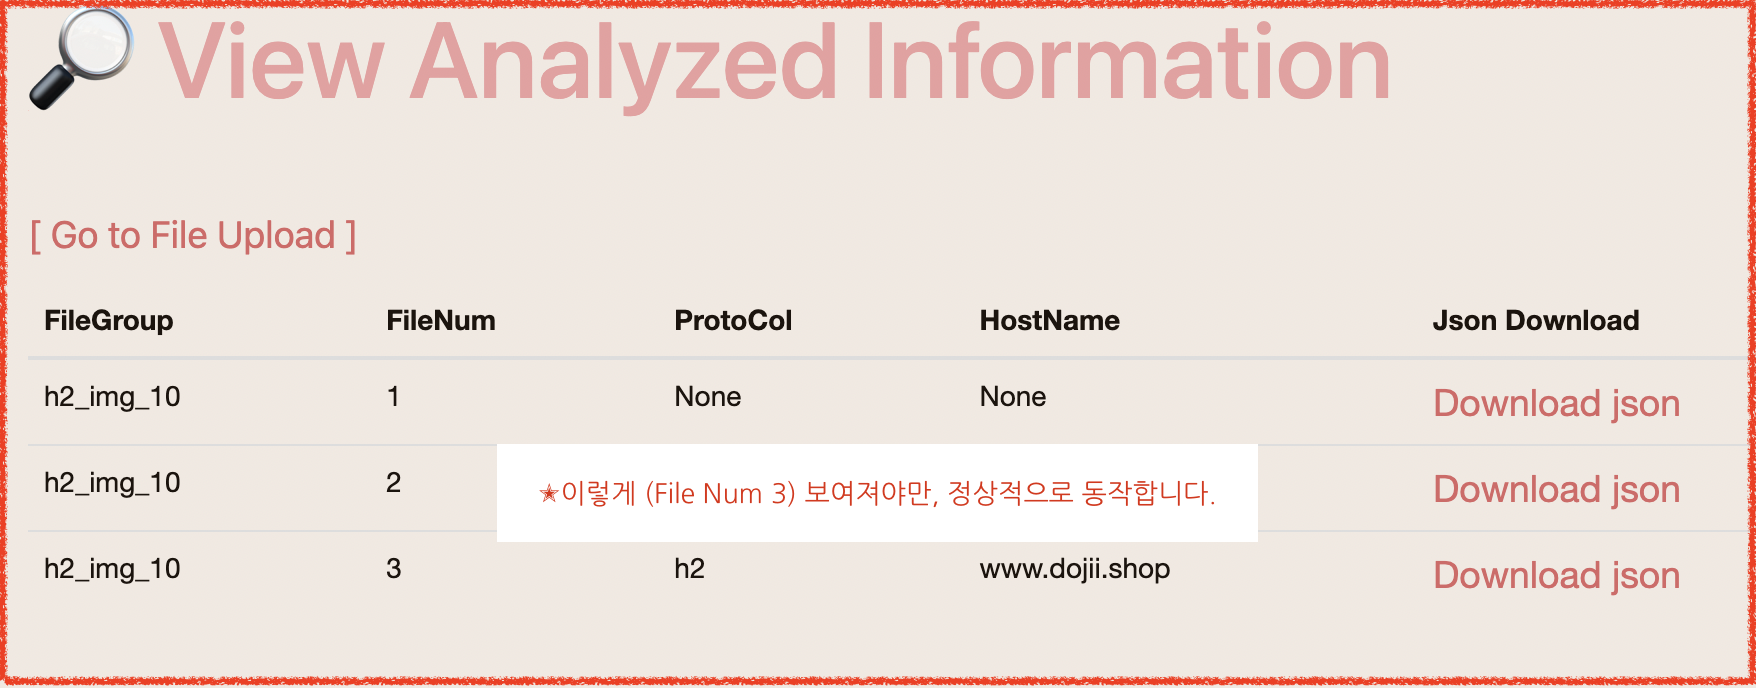 View Analyzed Information
[ Go to File Upload ]
FileGroup FileNum ProtoCol HostName Json Download
h2_img_10 1 None None Download json
h2_img_10 2 Download json
★이렇게 (File Num 3) 보여져야만, 정상적으로 동작합니다.
h2_img_10 3 h2 www.dojii.shop Download json